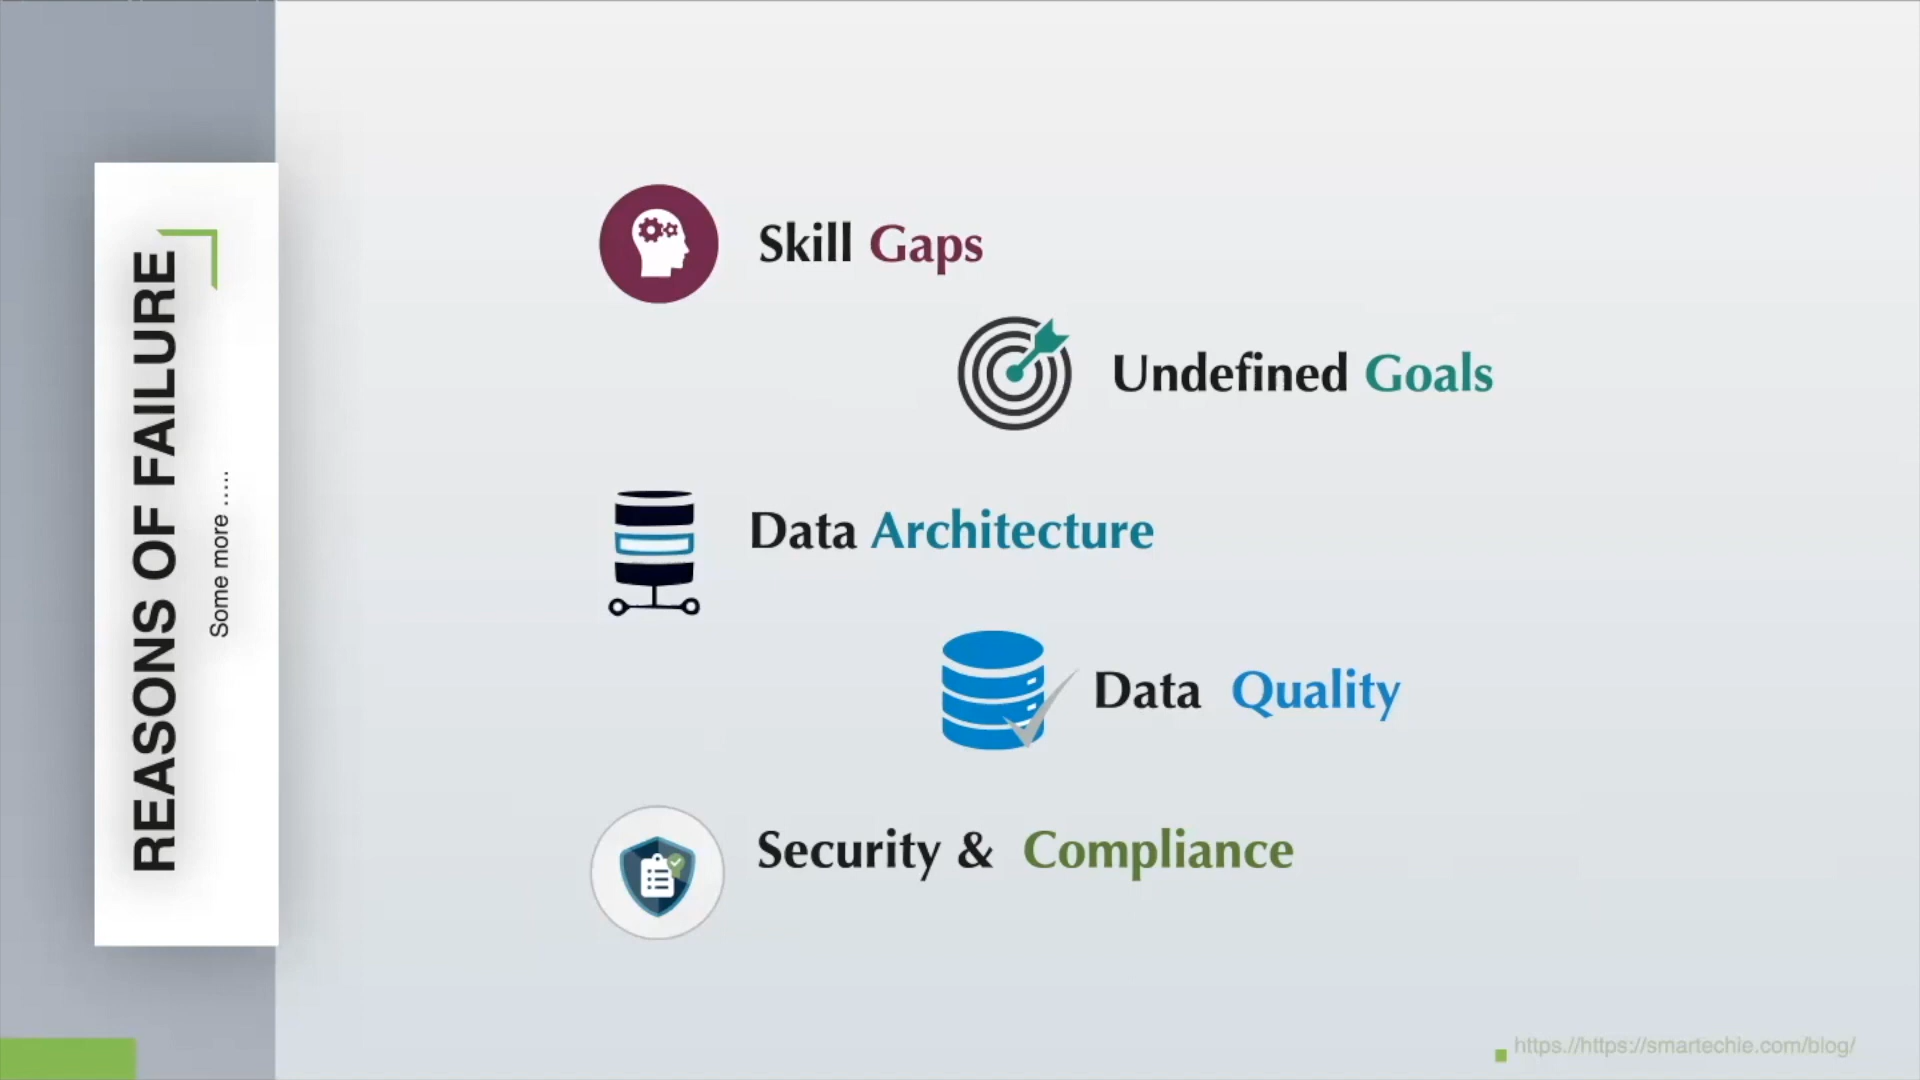 REASONS OF FAILURE
Some more .....
Skill Gaps
Undefined Goals
Data Architecture
Data Quality
Security & Compliance
https.//https://smartechie.com/blog/